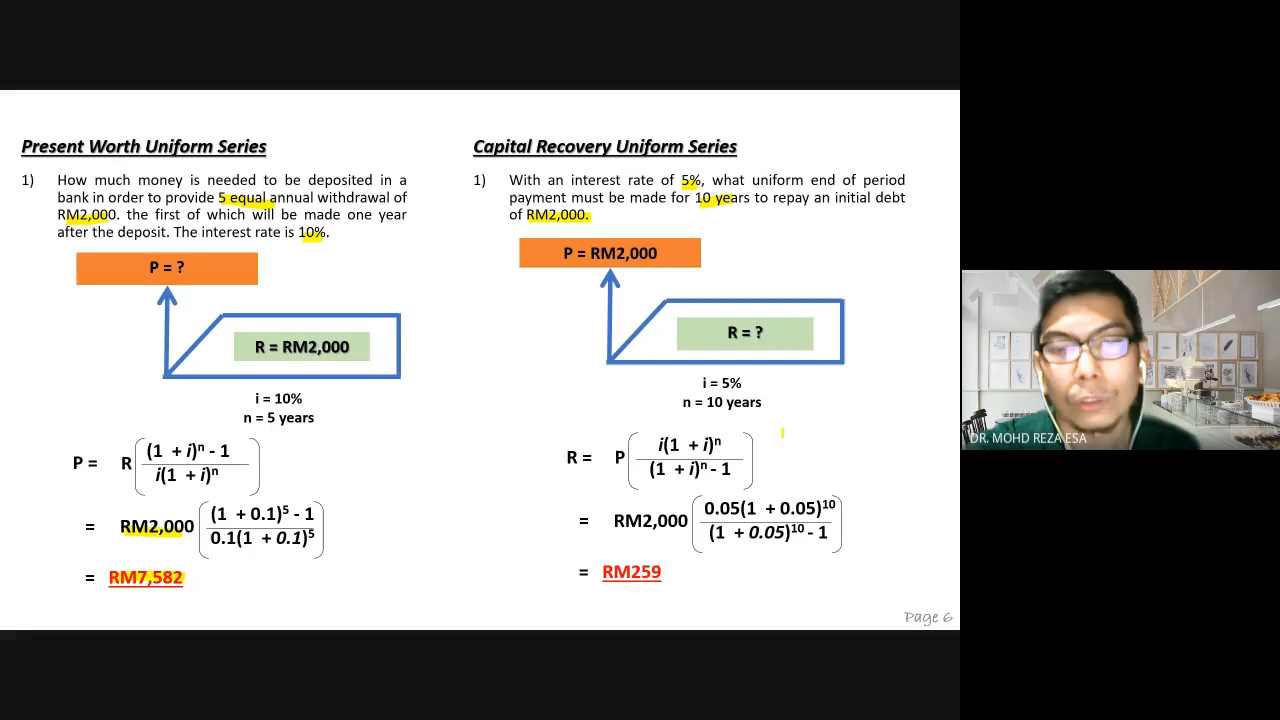 Present Worth Uniform Series
1) How much money is needed to be deposited in a
bank in order to provide 5 equal annual withdrawal of
RM2,000. the first of which will be made one year
after the deposit. The interest rate is 10%.
P = ?
R = RM2,000
i = 10%
n = 5 years
P = R ( (1 + i)ⁿ - 1 / i(1 + i)ⁿ )
= RM2,000 ( (1 + 0.1)⁵ - 1 / 0.1(1 + 0.1)⁵ )
= RM7,582
Capital Recovery Uniform Series
1) With an interest rate of 5%, what uniform end of period
payment must be made for 10 years to repay an initial debt
of RM2,000.
P = RM2,000
R = ?
i = 5%
n = 10 years
R = P ( i(1 + i)ⁿ / (1 + i)ⁿ - 1 )
= RM2,000 ( 0.05(1 + 0.05)¹⁰ / (1 + 0.05)¹⁰ - 1 )
= RM259
Page 6
DR. MOHD REZA ESA